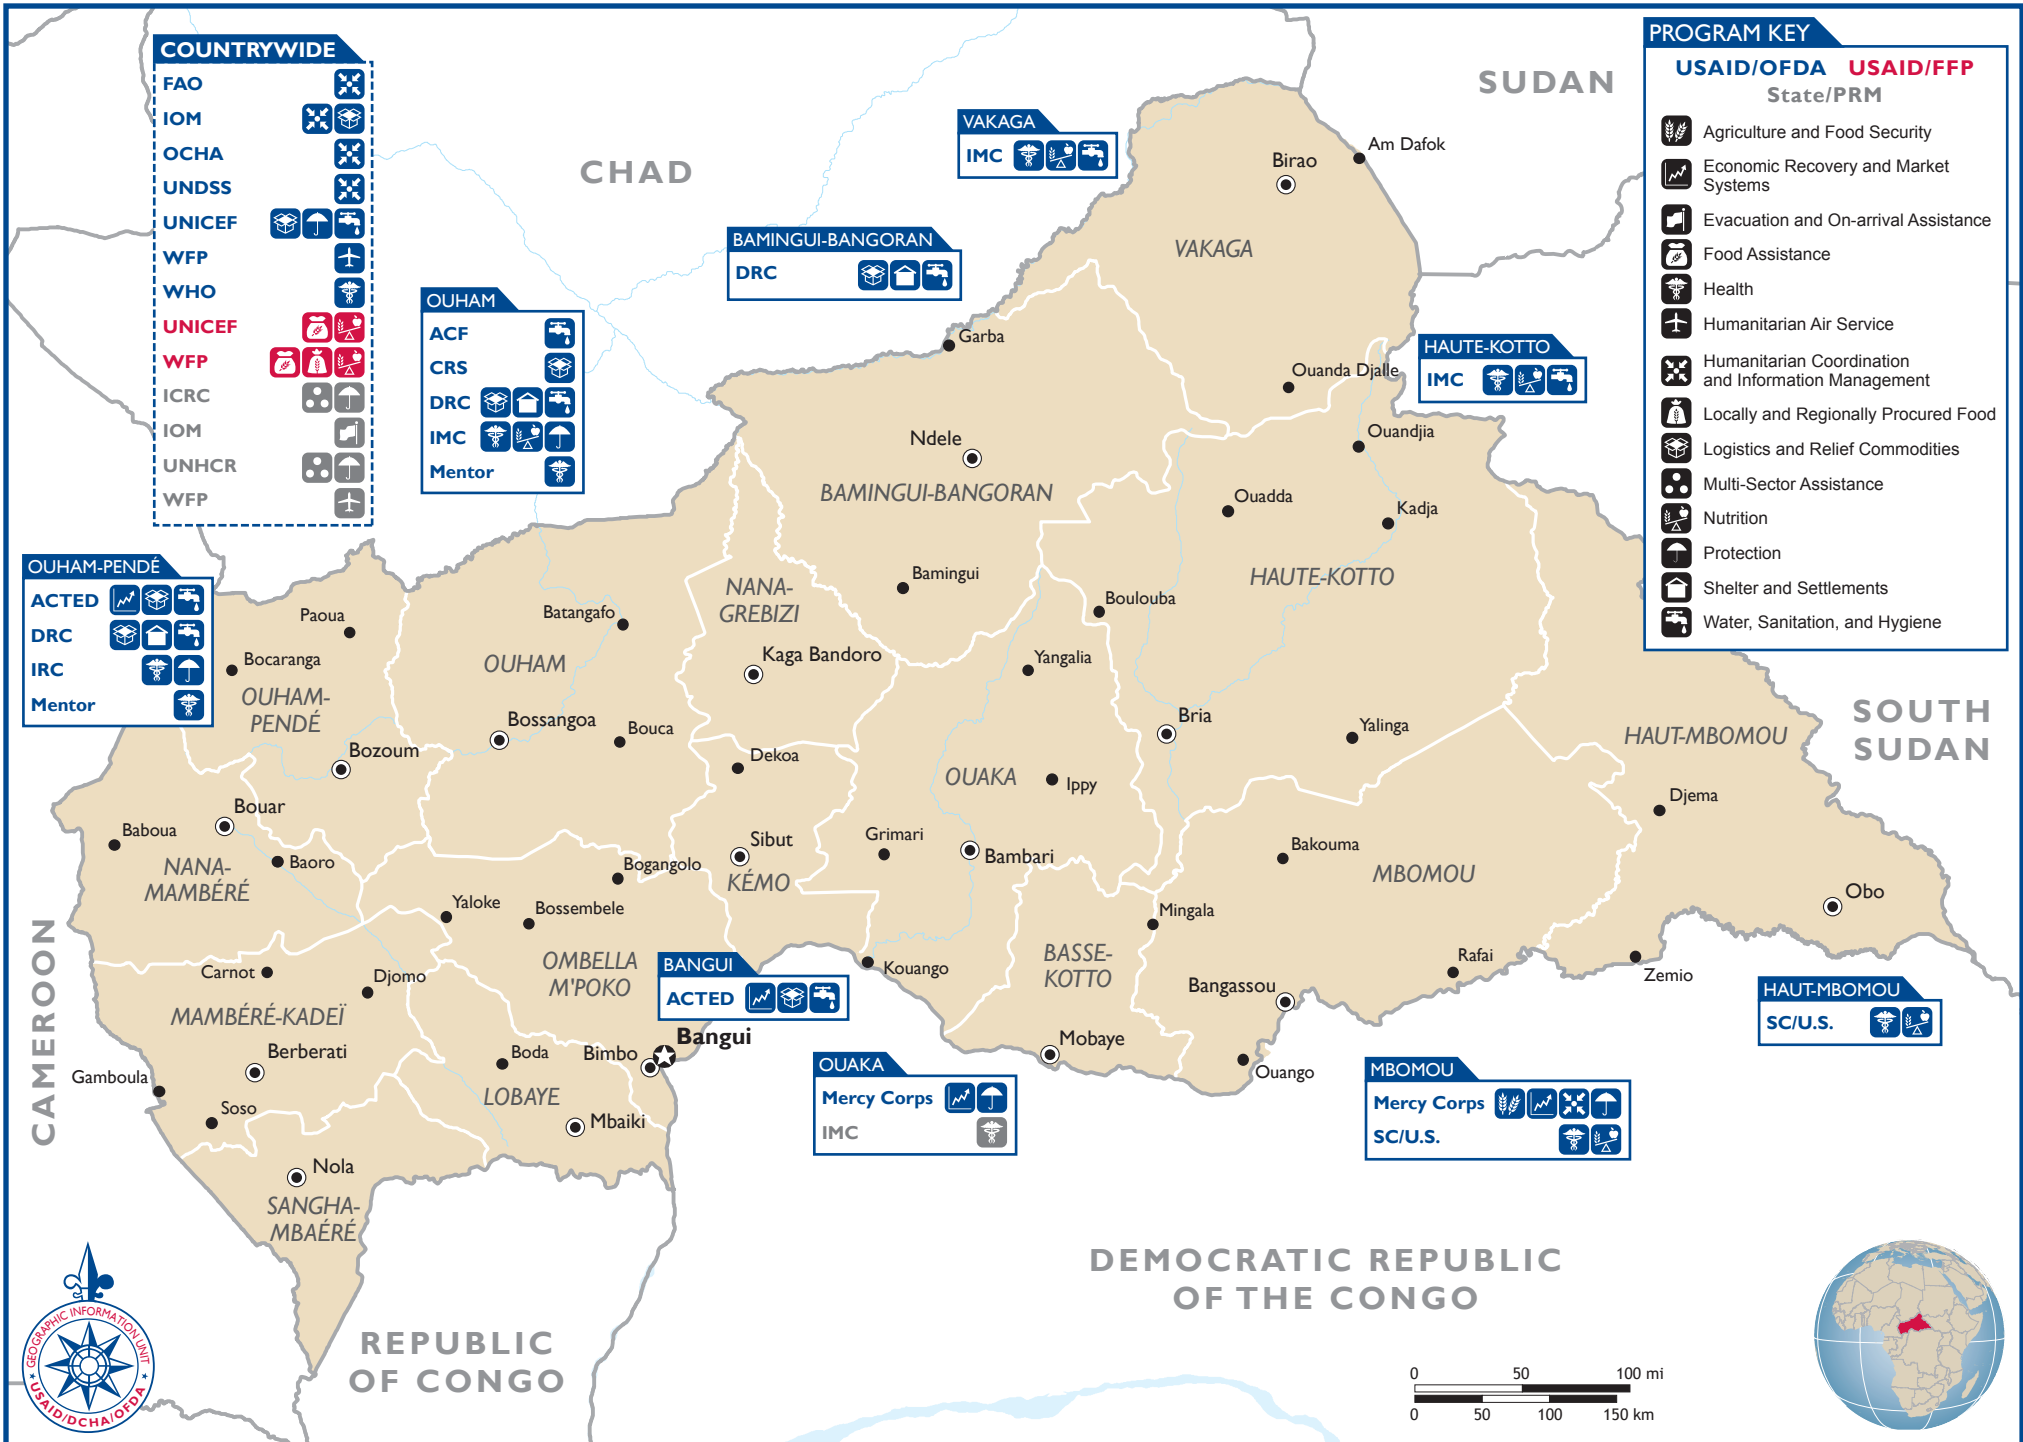 COUNTRYWIDE
FAO
IOM
OCHA
UNDSS
UNICEF
WFP
WHO
UNICEF
WFP
ICRC
IOM
UNHCR
WFP
PROGRAM KEY
USAID/OFDA USAID/FFP
State/PRM
Agriculture and Food Security
Economic Recovery and Market
Systems
Evacuation and On-arrival Assistance
Food Assistance
Health
Humanitarian Air Service
Humanitarian Coordination
and Information Management
Locally and Regionally Procured Food
Logistics and Relief Commodities
Multi-Sector Assistance
Nutrition
Protection
Shelter and Settlements
Water, Sanitation, and Hygiene
SUDAN
CHAD
VAKAGA
IMC
BAMINGUI-BANGORAN
DRC
OUHAM
ACF
CRS
DRC
IMC
Mentor
HAUTE-KOTTO
IMC
OUHAM-PENDÉ
ACTED
DRC
IRC
Mentor
Am Dafok
Birao
VAKAGA
Garba
Ouanda Djalle
Ouandjia
Ndele
BAMINGUI-BANGORAN
Ouadda
Kadja
Bamingui
NANA-
GREBIZI
HAUTE-KOTTO
Boulouba
Paoua
Batangafo
Bocaranga
OUHAM
Kaga Bandoro
Yangalia
OUHAM-
PENDÉ
Bossangoa
Bouca
Bria
Yalinga
HAUT-MBOMOU
SOUTH
SUDAN
Bozoum
Dekoa
OUAKA
Ippy
Djema
Bouar
Baboua
Baoro
NANA-
MAMBÉRÉ
Sibut
KÉMO
Grimari
Bambari
Bakouma
MBOMOU
Bogangolo
Obo
Yaloke
Bossembele
Mingala
CAMEROON
Carnot
Djomo
OMBELLA
M'POKO
BANGUI
ACTED
Kouango
BASSE-
KOTTO
Rafai
Zemio
Bangassou
HAUT-MBOMOU
SC/U.S.
MAMBÉRÉ-KADEÏ
Bangui
Berberati
Boda
Bimbo
Mobaye
Gamboula
Soso
LOBAYE
Mbaiki
OUAKA
Mercy Corps
IMC
Ouango
MBOMOU
Mercy Corps
SC/U.S.
Nola
SANGHA-
MBAÉRÉ
DEMOCRATIC REPUBLIC
OF THE CONGO
REPUBLIC
OF CONGO
GEOGRAPHIC INFORMATION UNIT
USAID/DCHA/OFDA
0 50 100 mi
0 50 100 150 km